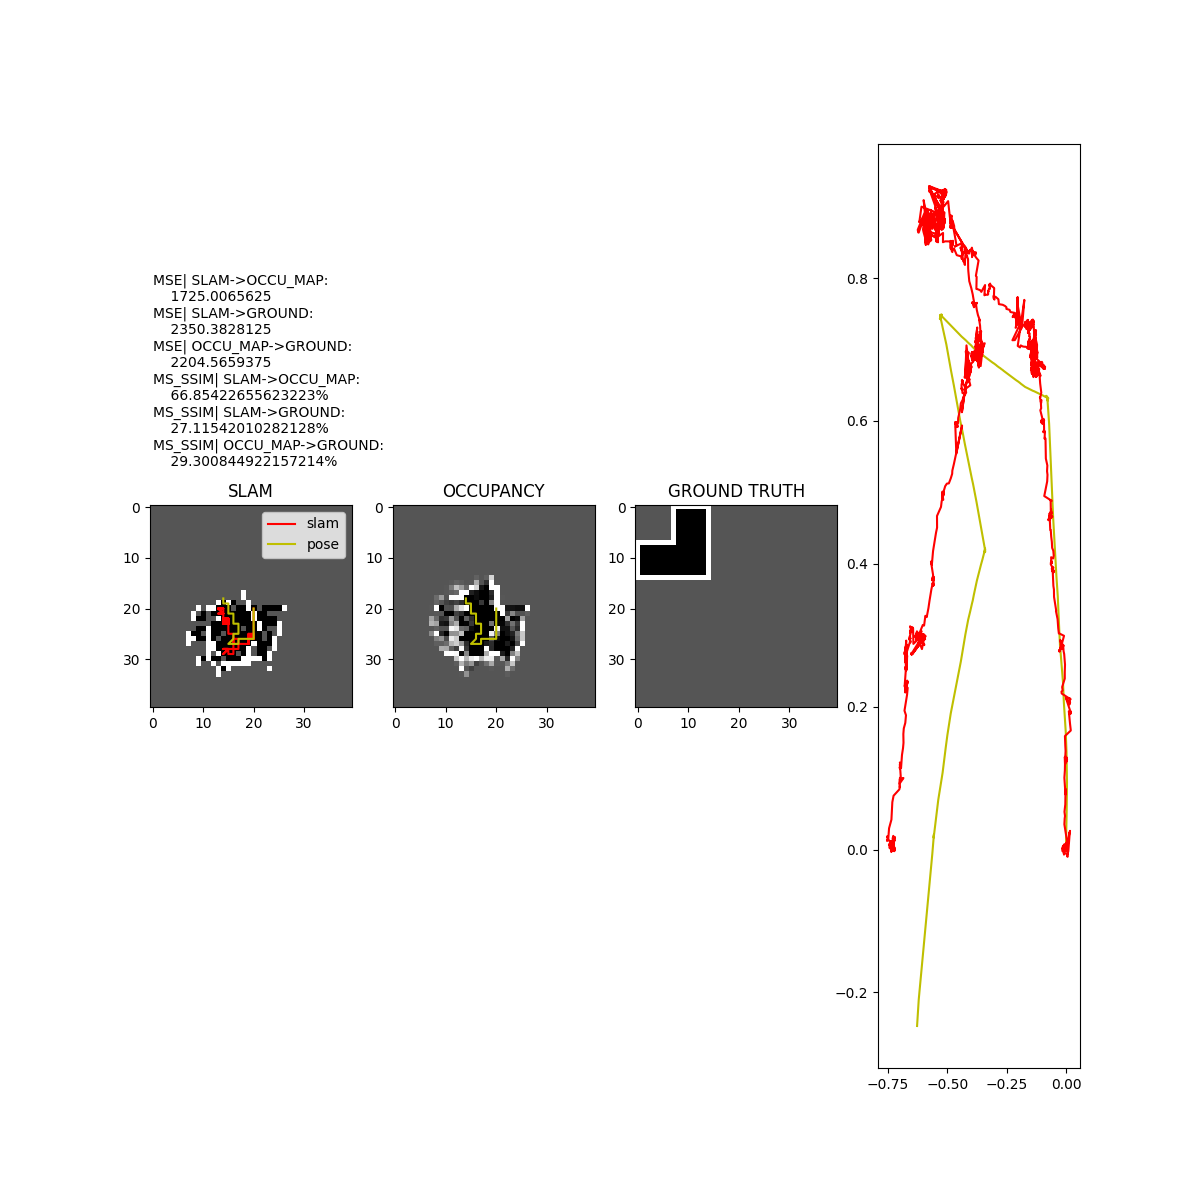 MSE| SLAM->OCCU_MAP:
1725.0065625
MSE| SLAM->GROUND:
2350.3828125
MSE| OCCU_MAP->GROUND:
2204.5659375
MS_SSIM| SLAM->OCCU_MAP:
66.85422655623223%
MS_SSIM| SLAM->GROUND:
27.11542010282128%
MS_SSIM| OCCU_MAP->GROUND:
29.300844922157214%
SLAM
0
10
20
30
0 10 20 30
slam
pose
OCCUPANCY
0
10
20
30
0 10 20 30
GROUND TRUTH
0
10
20
30
0 10 20 30
0.8
0.6
0.4
0.2
0.0
−0.2
−0.75 −0.50 −0.25 0.00